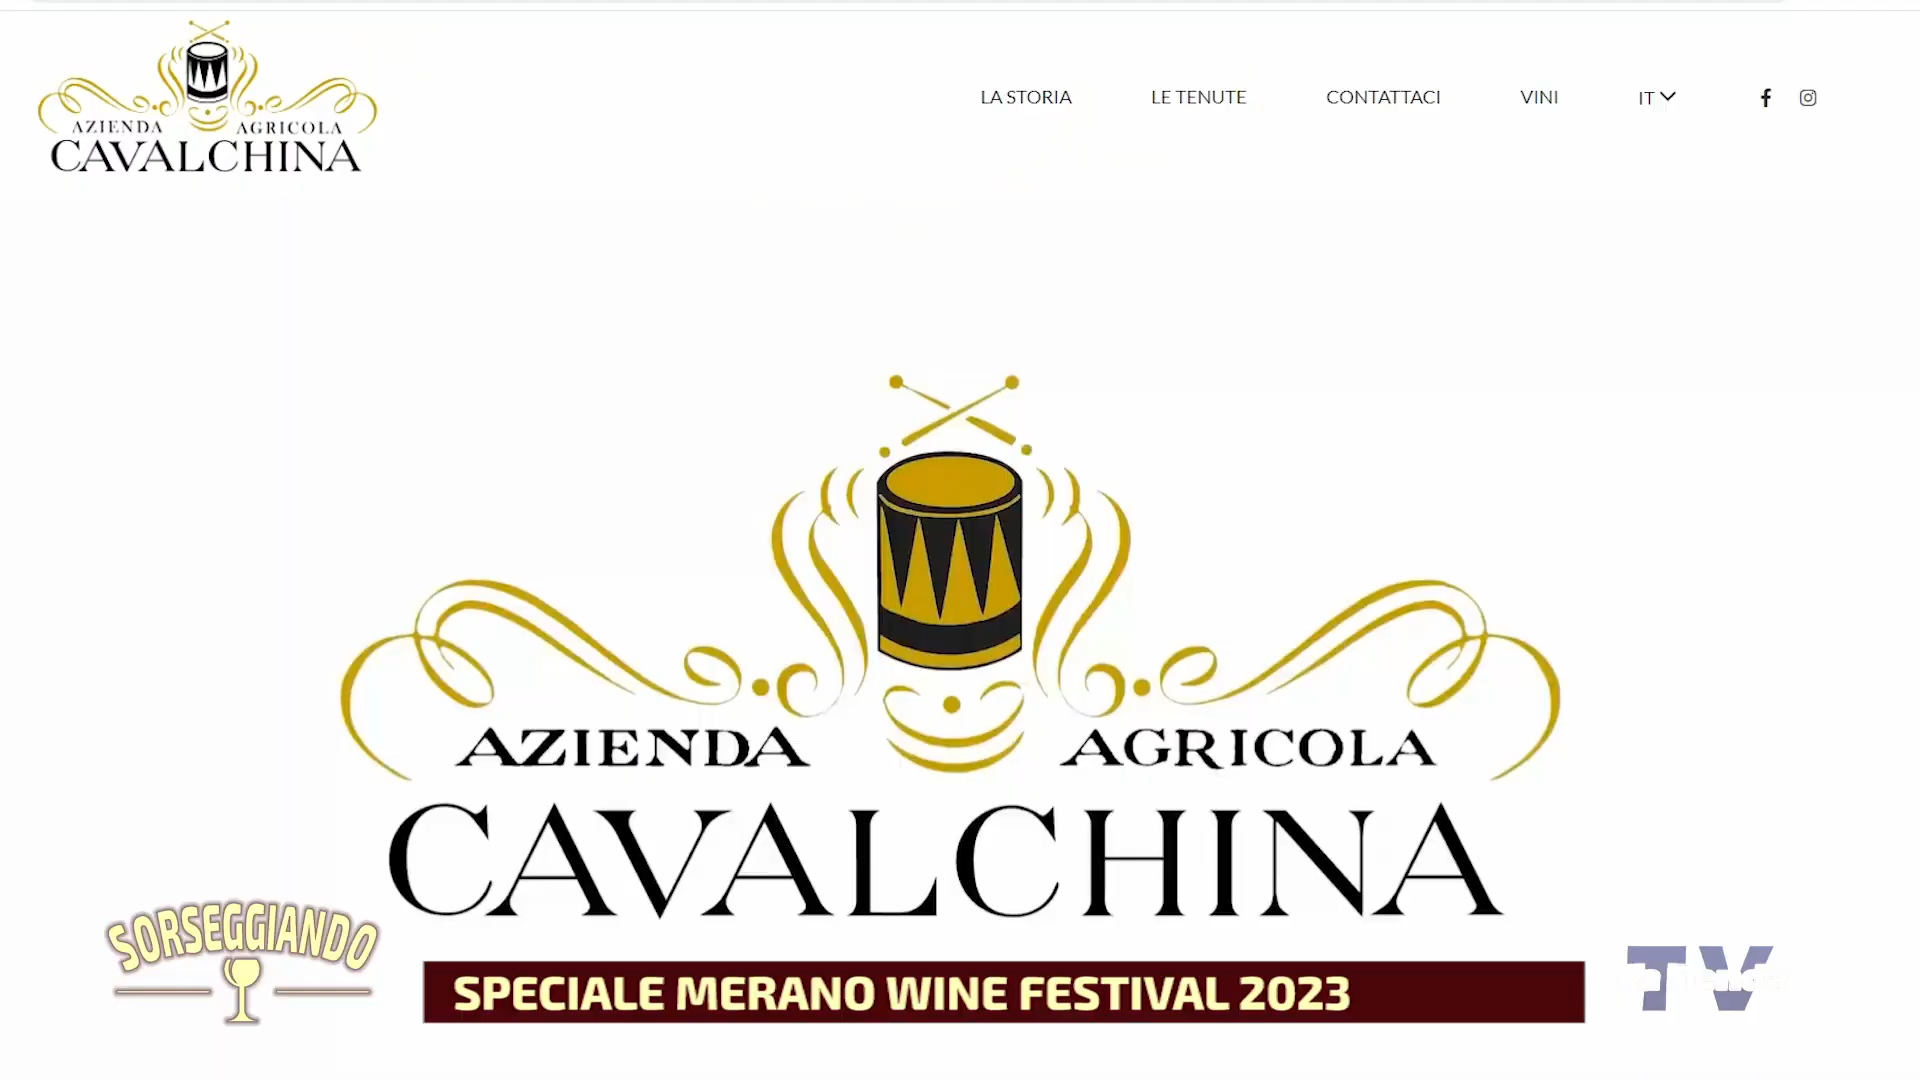 AZIENDA AGRICOLA
CAVALCHINA
LA STORIA
LE TENUTE
CONTATTACI
VINI
IT
AZIENDA AGRICOLA
CAVALCHINA
SORSEGGIANDO
SPECIALE MERANO WINE FESTIVAL 2023
TV